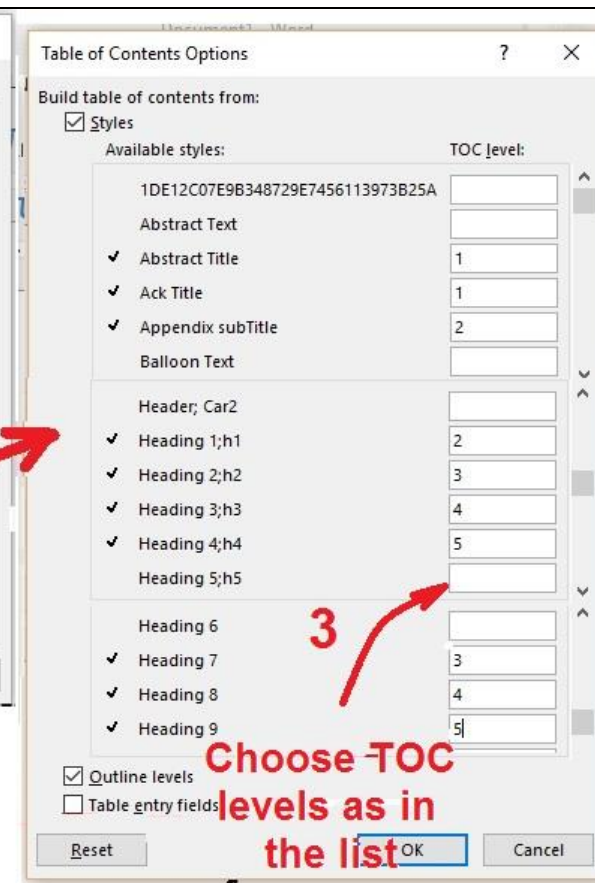 Table of Contents Options ? ×
Build table of contents from:
Styles
Available styles: TOC level:
1DE12C07E9B348729E7456113973B25A
Abstract Text
Abstract Title 1
Ack Title 1
Appendix subTitle 2
Balloon Text
Header; Car2
Heading 1;h1 2
Heading 2;h2 3
Heading 3;h3 4
Heading 4;h4 5
Heading 5;h5
Heading 6
3
Heading 7 3
Heading 8 4
Heading 9 5
Choose TOC
Outline levels
Table entry fields
levels as in
the list
Reset OK Cancel